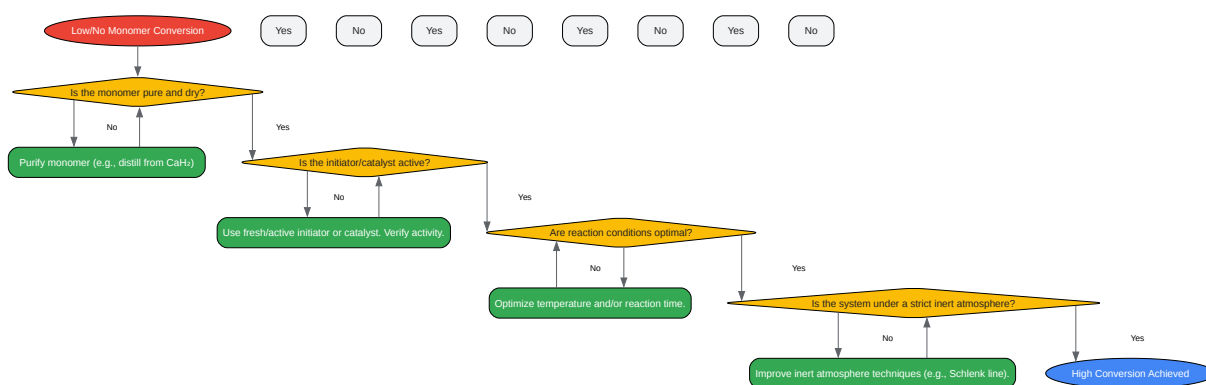 Low/No Monomer Conversion
Yes
No
Yes
No
Yes
No
Yes
No
Is the monomer pure and dry?
No
Yes
Purify monomer (e.g., distill from CaH₂)
Is the initiator/catalyst active?
No
Yes
Use fresh/active initiator or catalyst. Verify activity.
Are reaction conditions optimal?
No
Yes
Optimize temperature and/or reaction time.
Is the system under a strict inert atmosphere?
No
Yes
Improve inert atmosphere techniques (e.g., Schlenk line).
High Conversion Achieved